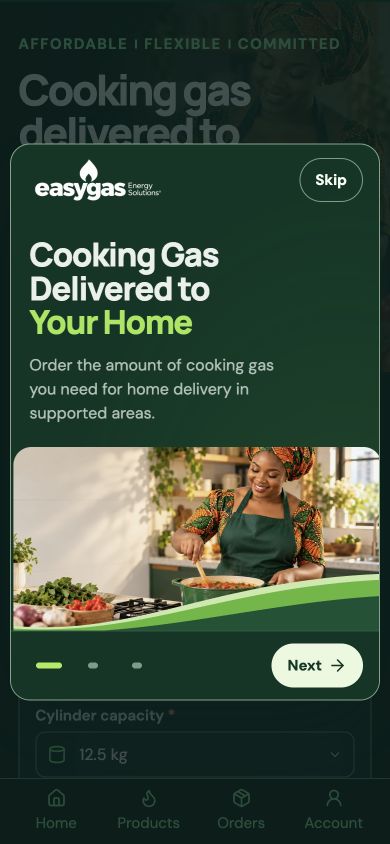 AFFORDABLE I FLEXIBLE I COMMITTED
Cooking gas
delivered to
easygas Energy Solutions
Skip
Cooking Gas
Delivered to
Your Home
Order the amount of cooking gas
you need for home delivery in
supported areas.
Next →
Cylinder capacity *
12.5 kg
Home Products Orders Account